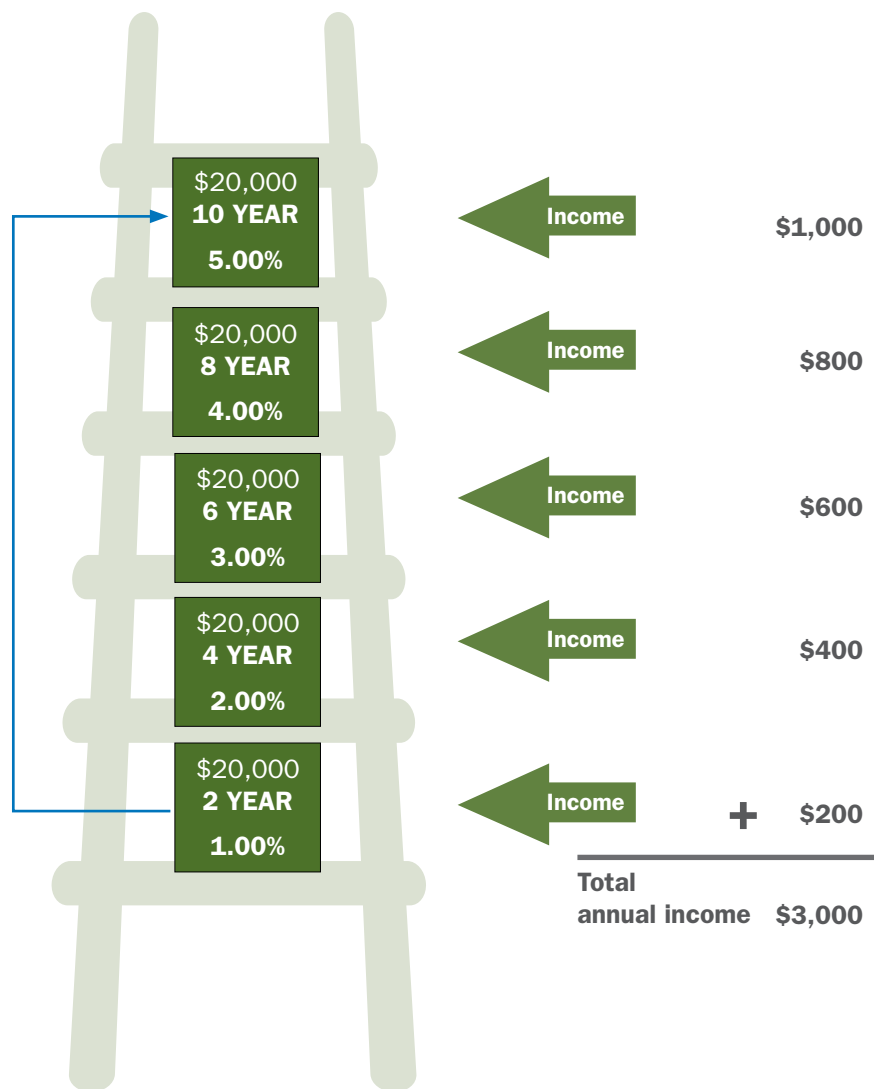 $20,000
10 YEAR
5.00%
Income
$1,000
$20,000
8 YEAR
4.00%
Income
$800
$20,000
6 YEAR
3.00%
Income
$600
$20,000
4 YEAR
2.00%
Income
$400
$20,000
2 YEAR
1.00%
Income
+ $200
Total
annual income $3,000